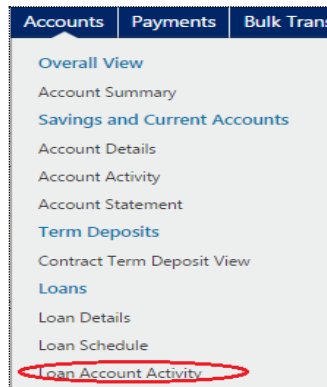 Accounts Payments Bulk Trans
Overall View
Account Summary
Savings and Current Accounts
Account Details
Account Activity
Account Statement
Term Deposits
Contract Term Deposit View
Loans
Loan Details
Loan Schedule
Loan Account Activity